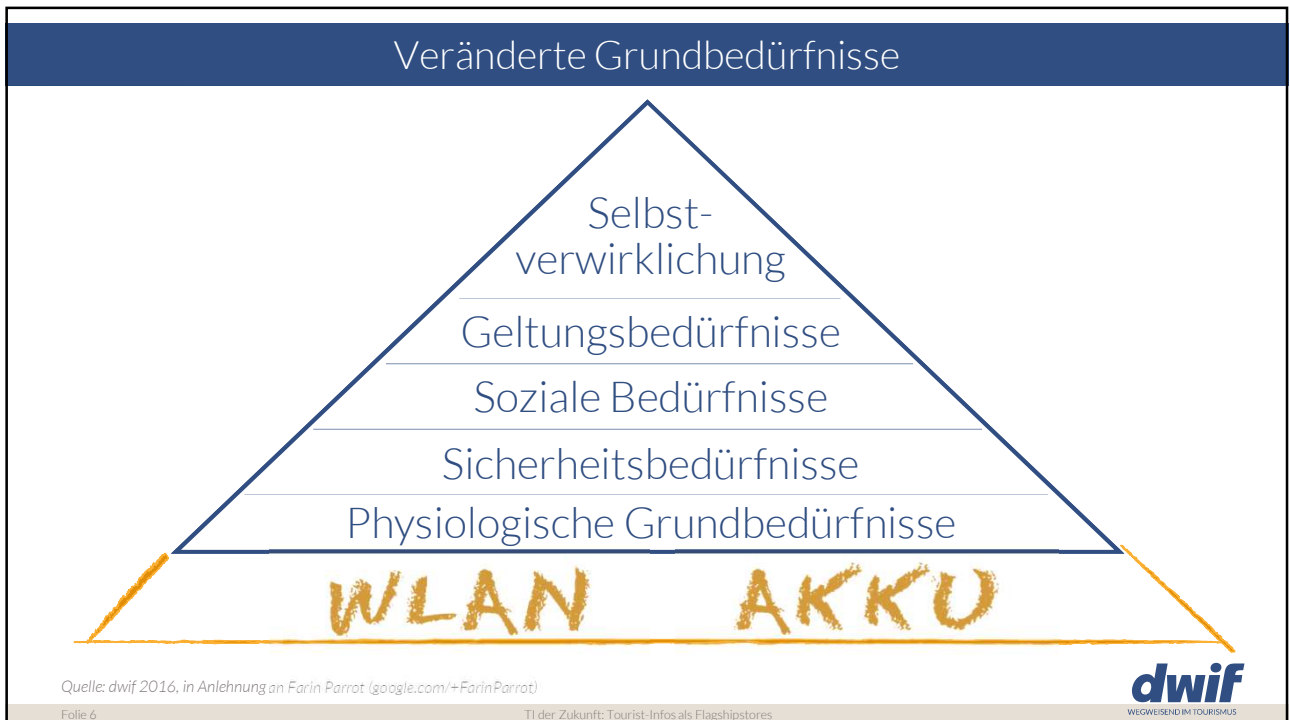 Veränderte Grundbedürfnisse
Selbst-
verwirklichung
Geltungsbedürfnisse
Soziale Bedürfnisse
Sicherheitsbedürfnisse
Physiologische Grundbedürfnisse
WLAN AKKU
Quelle: dwif 2016, in Anlehnung an Farin Parrot (google.com/+FarinParrot)
dwif
WEGWEISEND IM TOURISMUS
Folie 6 TI der Zukunft: Tourist-Infos als Flagshipstores